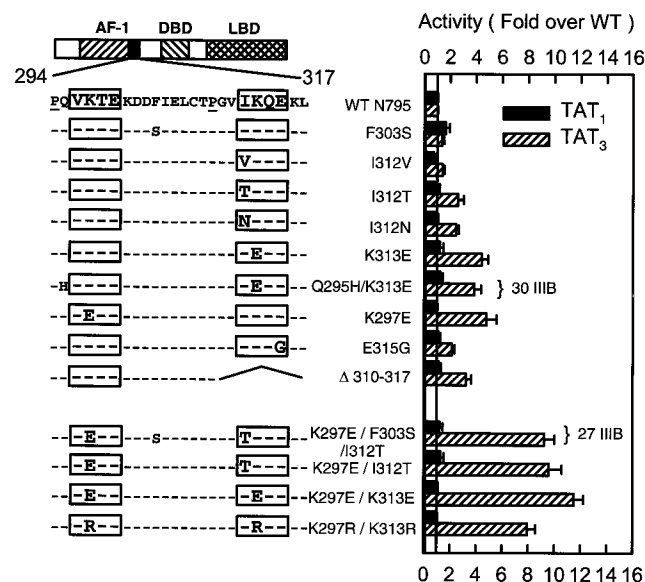 AF-1 DBD LBD
294 317
Activity ( Fold over WT )
0 2 4 6 8 10 12 14 16
PQVKTEKDDFIELCTPGVIKQEKL WT N795
TAT1
TAT3
S F303S
V I312V
T I312T
N I312N
E K313E
H E Q295H/K313E } 30 IIIB
E K297E
G E315G
Δ 310-317
E S T K297E / F303S /I312T } 27 IIIB
E T K297E / I312T
E E K297E / K313E
R R K297R / K313R
0 2 4 6 8 10 12 14 16